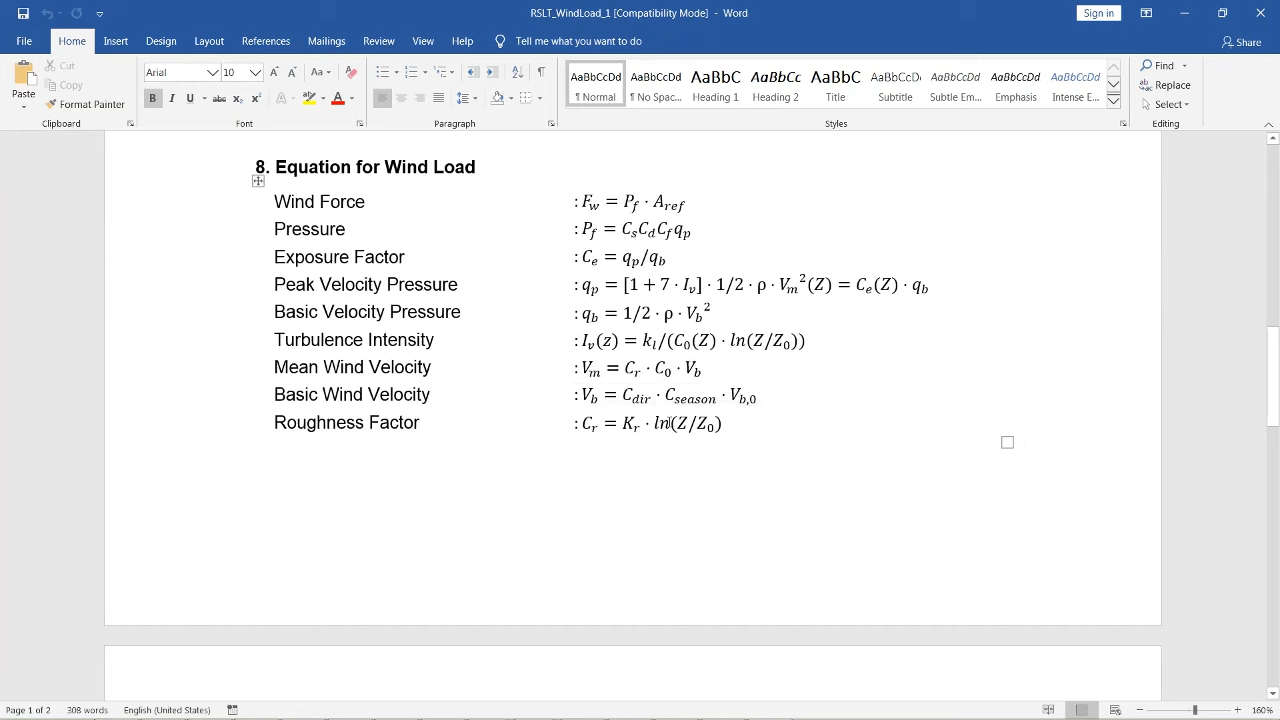 RSLT_WindLoad_1 [Compatibility Mode] - Word
Sign in
File Home Insert Design Layout References Mailings Review View Help Tell me what you want to do Share
Paste Cut Copy Format Painter
Arial 10
AaBbCcDd AaBbCcDd AaBbC AaBbCc AaBbC AaBbCcDd AaBbCcDd AaBbCcDd AaBbCcDd
¶ Normal ¶ No Spac... Heading 1 Heading 2 Title Subtitle Subtle Em... Emphasis Intense E...
Find Replace Select
Clipboard Font Paragraph Styles Editing
8. Equation for Wind Load
Wind Force : F_w = P_f · A_ref
Pressure : P_f = C_s C_d C_f q_p
Exposure Factor : C_e = q_p/q_b
Peak Velocity Pressure : q_p = [1 + 7 · I_v] · 1/2 · ρ · V_m²(Z) = C_e(Z) · q_b
Basic Velocity Pressure : q_b = 1/2 · ρ · V_b²
Turbulence Intensity : I_v(z) = k_l/(C_0(Z) · ln(Z/Z_0))
Mean Wind Velocity : V_m = C_r · C_0 · V_b
Basic Wind Velocity : V_b = C_dir · C_season · V_b,0
Roughness Factor : C_r = K_r · ln(Z/Z_0)
Page 1 of 2 308 words English (United States) 160%